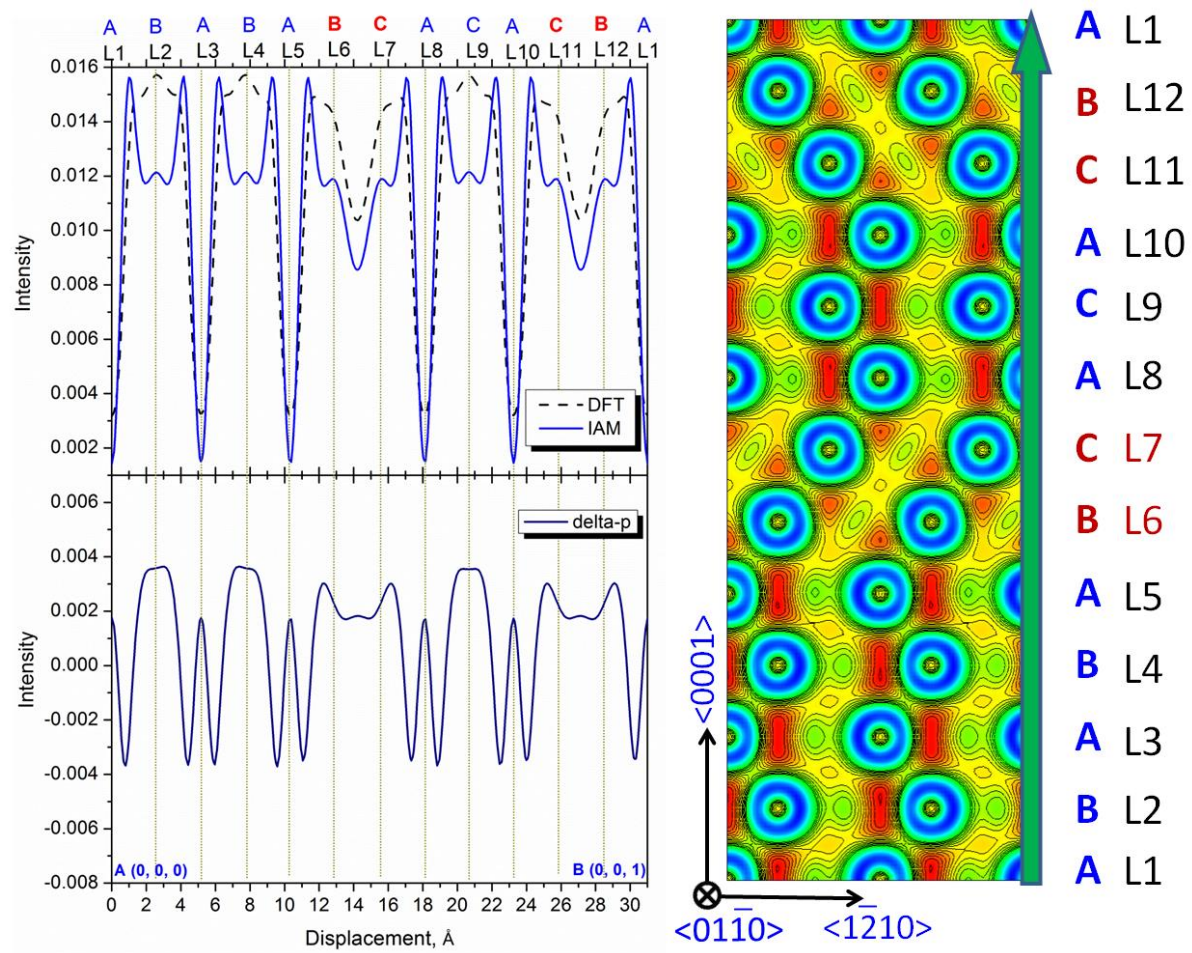 A B A B A B C A C A C B A
L1 L2 L3 L4 L5 L6 L7 L8 L9 L10 L11 L12 L1
0.016
0.014
0.012
0.010
0.008
0.006
0.004
0.002
Intensity
DFT
IAM
0.006
0.004
0.002
0.000
-0.002
-0.004
-0.006
-0.008
Intensity
delta-p
A (0, 0, 0)
B (0, 0, 1)
0 2 4 6 8 10 12 14 16 18 20 22 24 26 28 30
Displacement, Å
A L1
B L12
C L11
A L10
C L9
A L8
C L7
B L6
A L5
B L4
A L3
B L2
A L1
<0001>
<011̅0>
<12̅10>